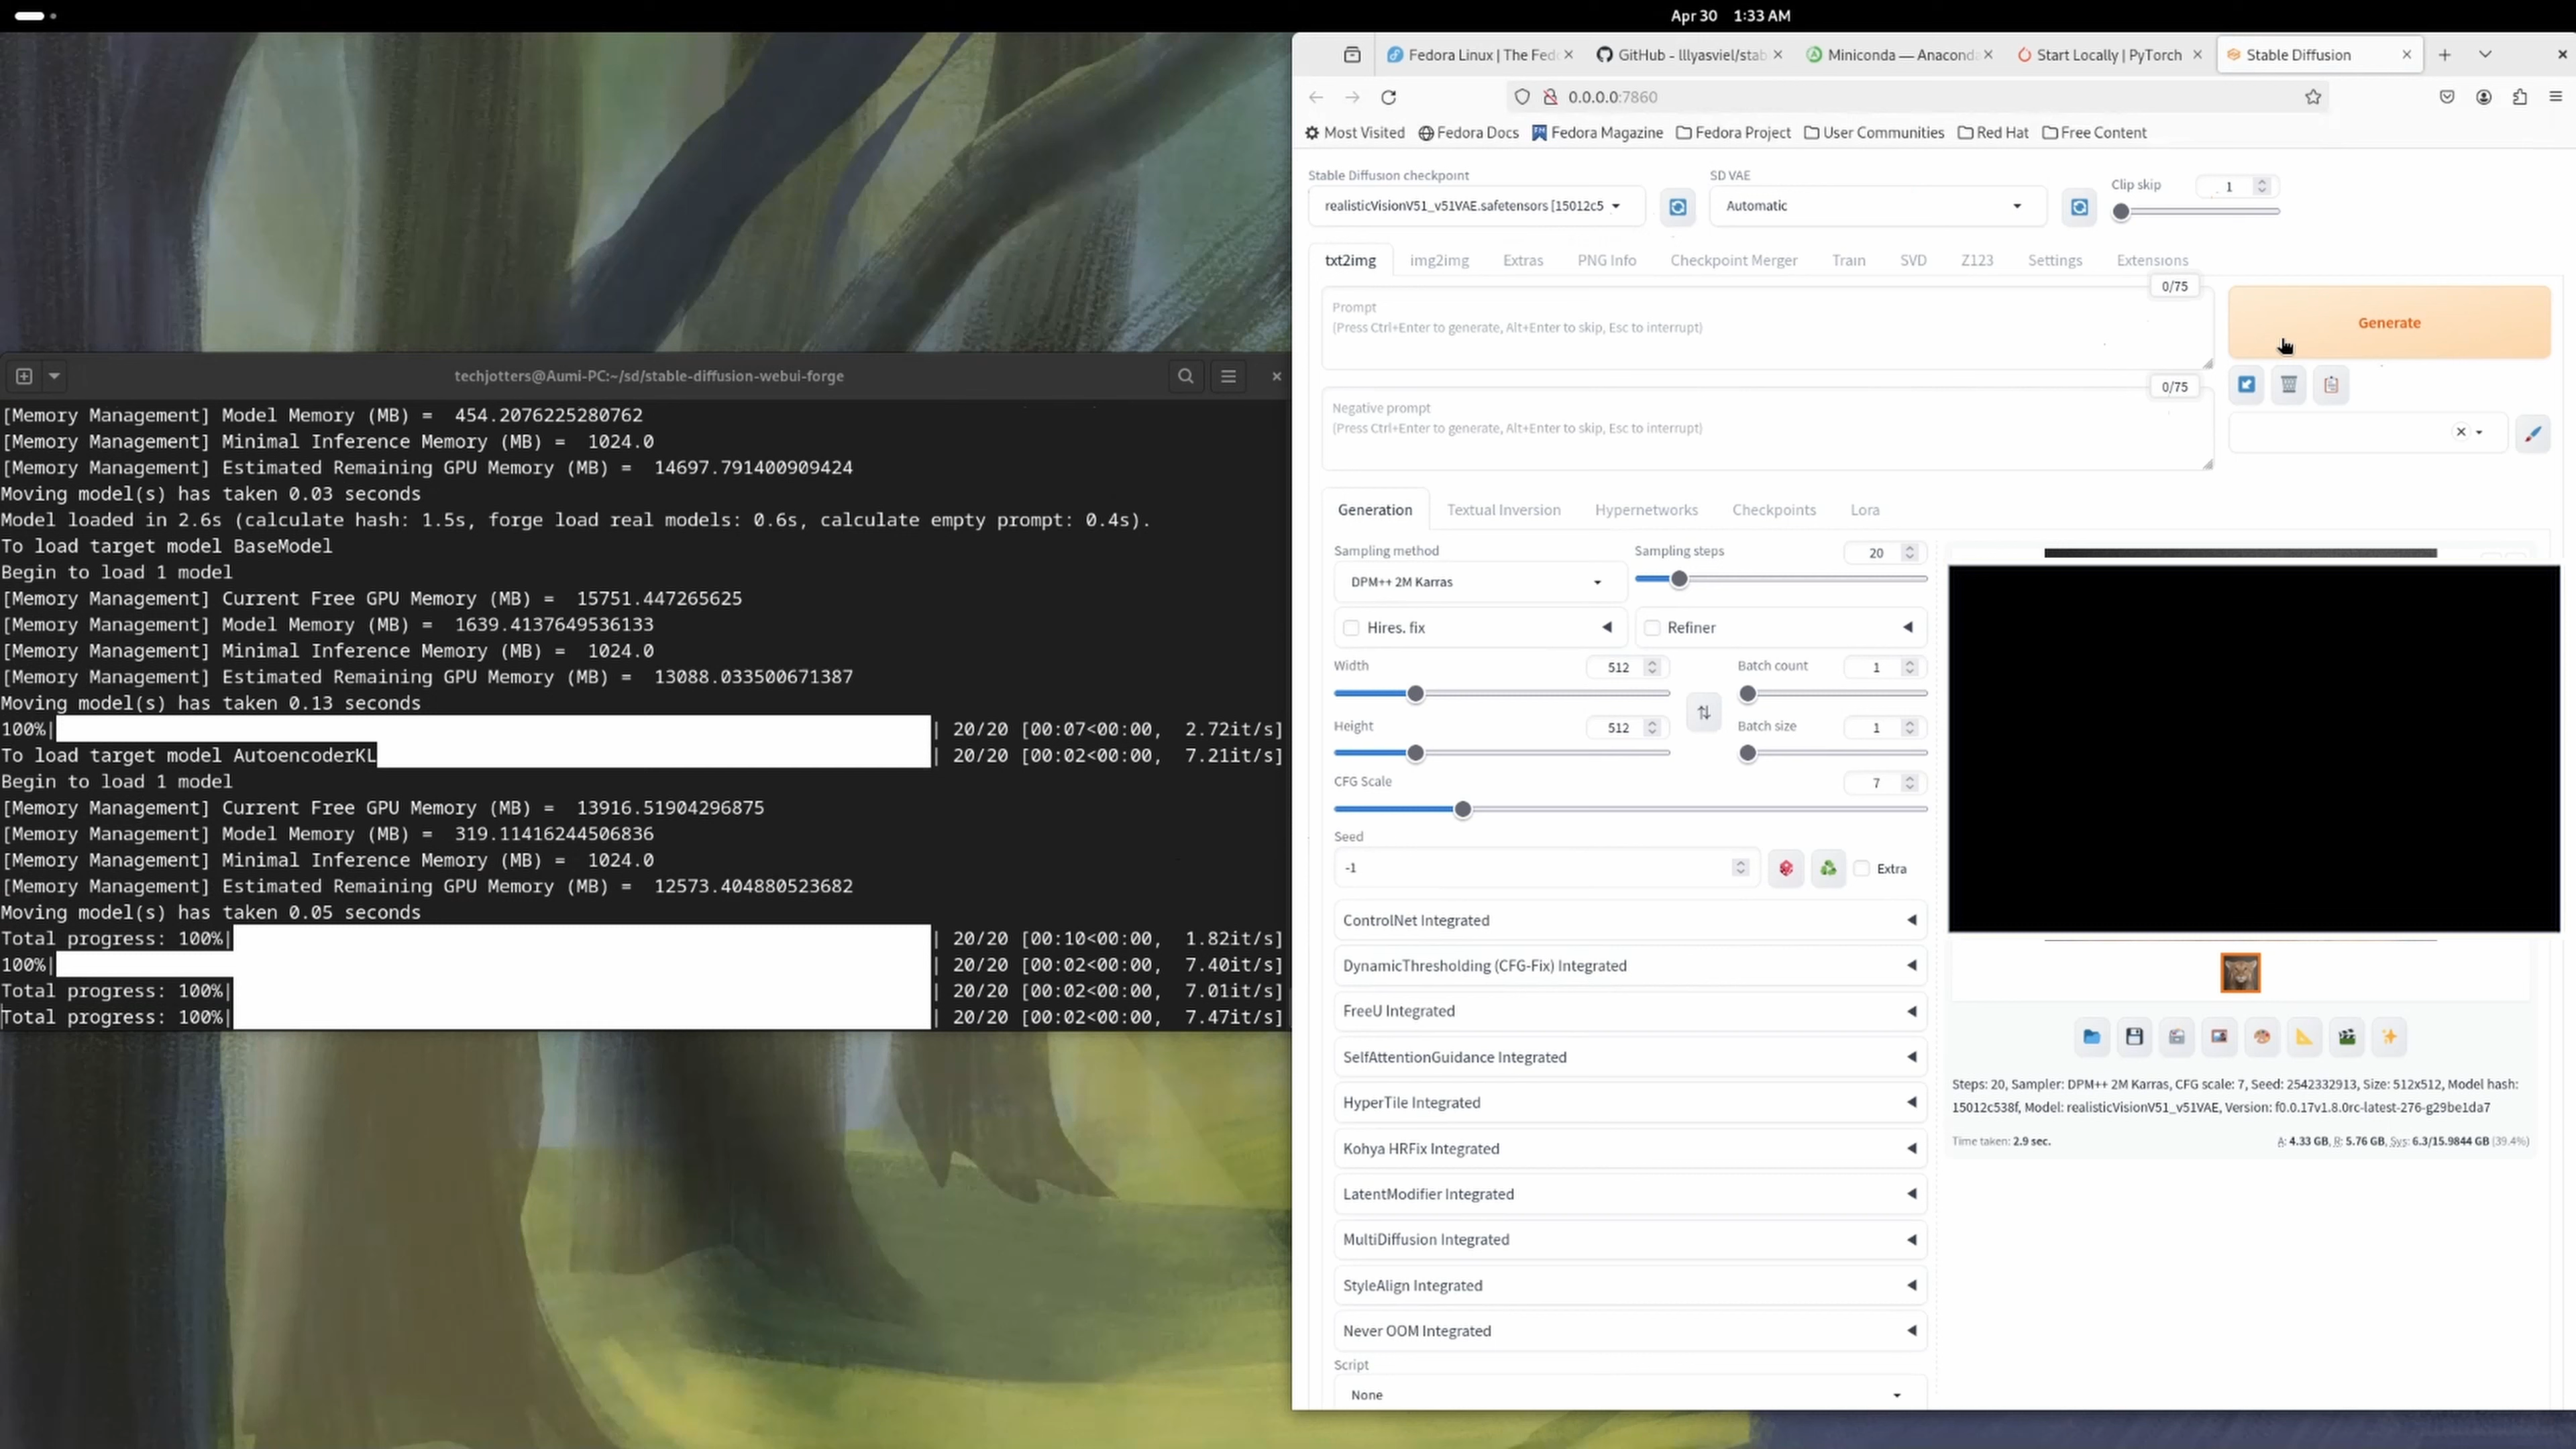 Apr 30 1:33 AM
Fedora Linux | The Fed
GitHub - lllyasviel/stab
Miniconda — Anaconda
Start Locally | PyTorch
Stable Diffusion
0.0.0.0:7860
Most Visited
Fedora Docs
Fedora Magazine
Fedora Project
User Communities
Red Hat
Free Content
Stable Diffusion checkpoint
realisticVisionV51_v51VAE.safetensors [15012c5
SD VAE
Automatic
Clip skip
1
txt2img
img2img
Extras
PNG Info
Checkpoint Merger
Train
SVD
Z123
Settings
Extensions
0/75
Prompt
(Press Ctrl+Enter to generate, Alt+Enter to skip, Esc to interrupt)
Generate
0/75
Negative prompt
(Press Ctrl+Enter to generate, Alt+Enter to skip, Esc to interrupt)
Generation
Textual Inversion
Hypernetworks
Checkpoints
Lora
Sampling method
DPM++ 2M Karras
Sampling steps
20
Hires. fix
Refiner
Width
512
Batch count
1
Height
512
Batch size
1
CFG Scale
7
Seed
-1
Extra
ControlNet Integrated
DynamicThresholding (CFG-Fix) Integrated
FreeU Integrated
SelfAttentionGuidance Integrated
HyperTile Integrated
Kohya HRFix Integrated
LatentModifier Integrated
MultiDiffusion Integrated
StyleAlign Integrated
Never OOM Integrated
Script
None
Steps: 20, Sampler: DPM++ 2M Karras, CFG scale: 7, Seed: 2542332913, Size: 512x512, Model hash:
15012c538f, Model: realisticVisionV51_v51VAE, Version: f0.0.17v1.8.0rc-latest-276-g29be1da7
Time taken: 2.9 sec.
A: 4.33 GB, R: 5.76 GB, Sys: 6.3/15.9844 GB (39.4%)
techjotters@Aumi-PC:~/sd/stable-diffusion-webui-forge
[Memory Management] Model Memory (MB) = 454.2076225280762
[Memory Management] Minimal Inference Memory (MB) = 1024.0
[Memory Management] Estimated Remaining GPU Memory (MB) = 14697.791400909424
Moving model(s) has taken 0.03 seconds
Model loaded in 2.6s (calculate hash: 1.5s, forge load real models: 0.6s, calculate empty prompt: 0.4s).
To load target model BaseModel
Begin to load 1 model
[Memory Management] Current Free GPU Memory (MB) = 15751.447265625
[Memory Management] Model Memory (MB) = 1639.4137649536133
[Memory Management] Minimal Inference Memory (MB) = 1024.0
[Memory Management] Estimated Remaining GPU Memory (MB) = 13088.033500671387
Moving model(s) has taken 0.13 seconds
100%| | 20/20 [00:07<00:00, 2.72it/s]
To load target model AutoencoderKL | 20/20 [00:02<00:00, 7.21it/s]
Begin to load 1 model
[Memory Management] Current Free GPU Memory (MB) = 13916.51904296875
[Memory Management] Model Memory (MB) = 319.11416244506836
[Memory Management] Minimal Inference Memory (MB) = 1024.0
[Memory Management] Estimated Remaining GPU Memory (MB) = 12573.404880523682
Moving model(s) has taken 0.05 seconds
Total progress: 100%| | 20/20 [00:10<00:00, 1.82it/s]
100%| | 20/20 [00:02<00:00, 7.40it/s]
Total progress: 100%| | 20/20 [00:02<00:00, 7.01it/s]
Total progress: 100%| | 20/20 [00:02<00:00, 7.47it/s]